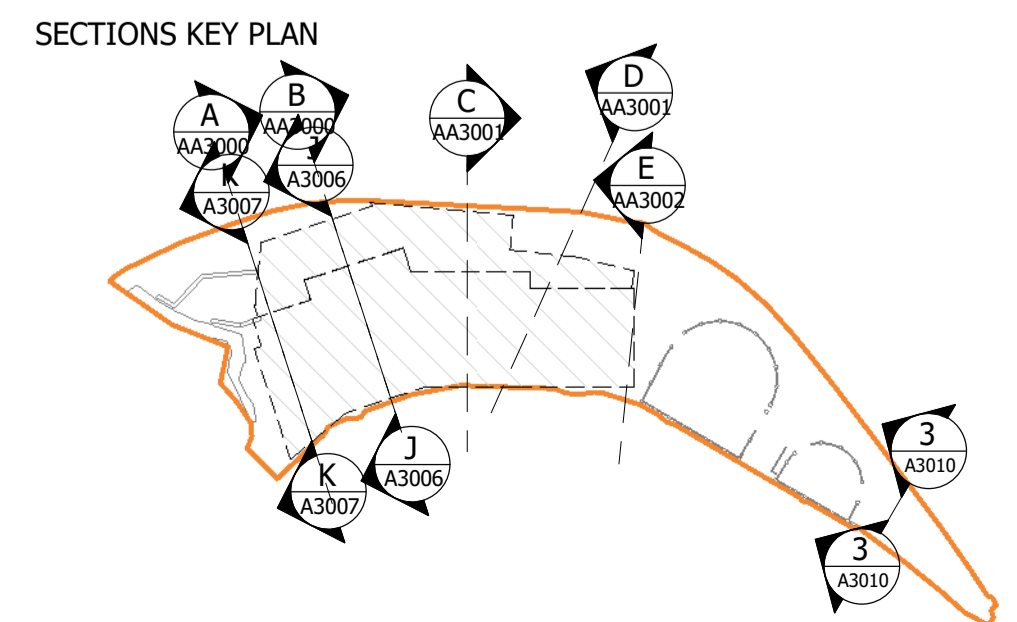 SECTIONS KEY PLAN
A
AA3000
B
AA3000
C
AA3001
D
AA3001
E
AA3002
K
A3007
J
A3006
J
A3006
K
A3007
3
A3010
3
A3010